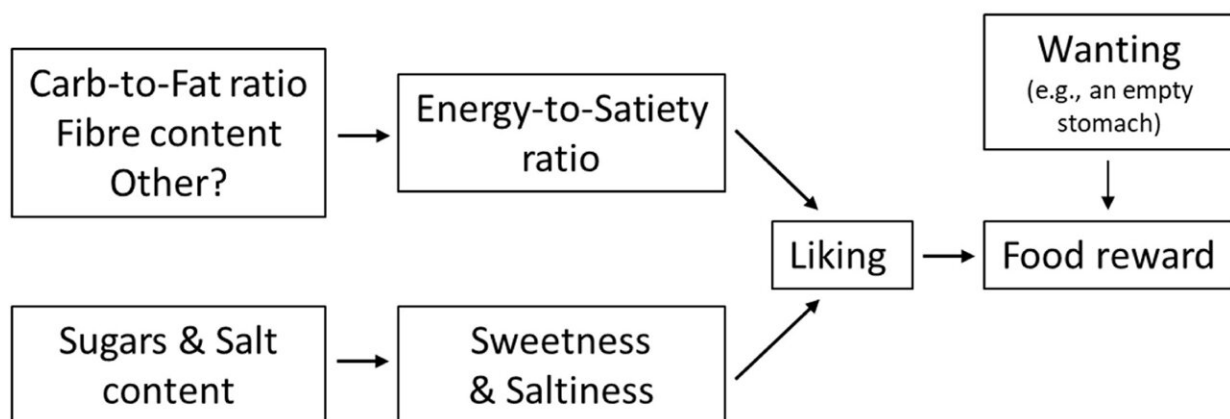 Carb-to-Fat ratio
Fibre content
Other?
Energy-to-Satiety
ratio
Wanting
(e.g., an empty
stomach)
Liking
Food reward
Sugars & Salt
content
Sweetness
& Saltiness